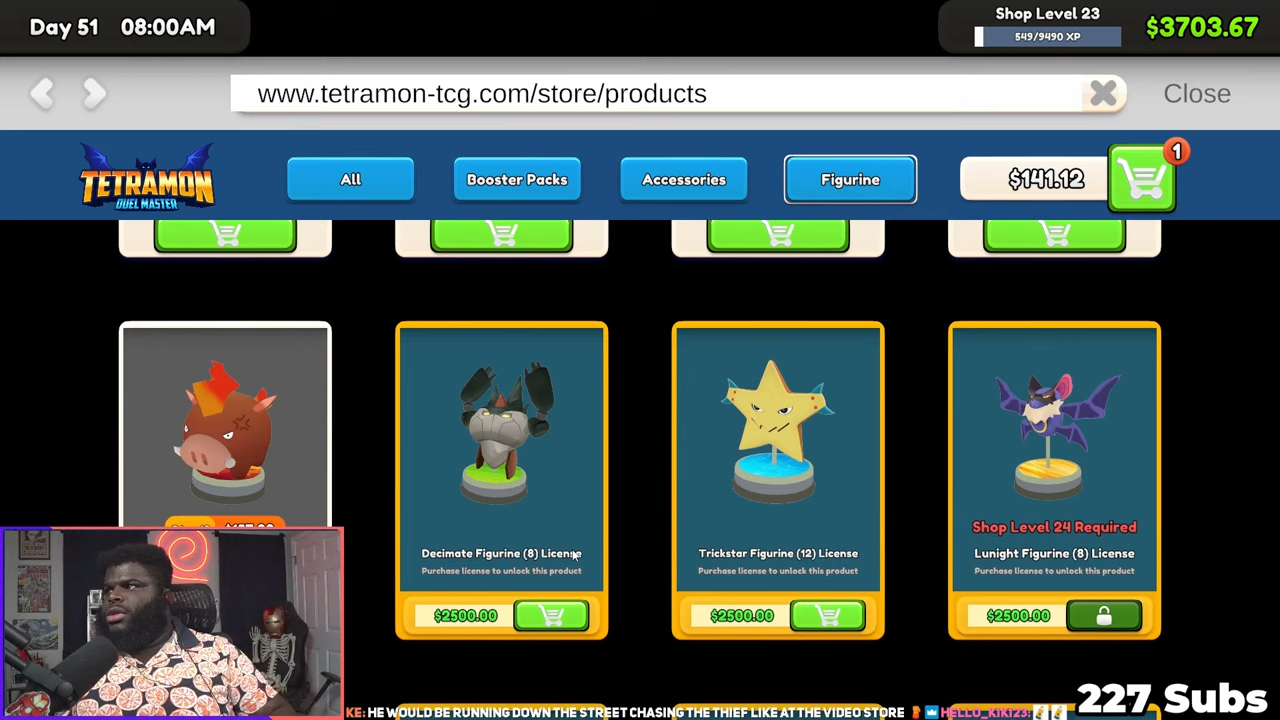 Day 51 08:00AM
Shop Level 23
549/9490 XP
$3703.67
www.tetramon-tcg.com/store/products
Close
TETRAMON
DUEL MASTER
All
Booster Packs
Accessories
Figurine
$141.12
1
Shop Level 24 Required
Decimate Figurine (8) License
Purchase license to unlock this product
Trickstar Figurine (12) License
Purchase license to unlock this product
Lunight Figurine (8) License
Purchase license to unlock this product
$2500.00
$2500.00
$2500.00
227 Subs
KE: HE WOULD BE RUNNING DOWN THE STREET CHASING THE THIEF LIKE AT THE VIDEO STORE HELLO_KIKI23: